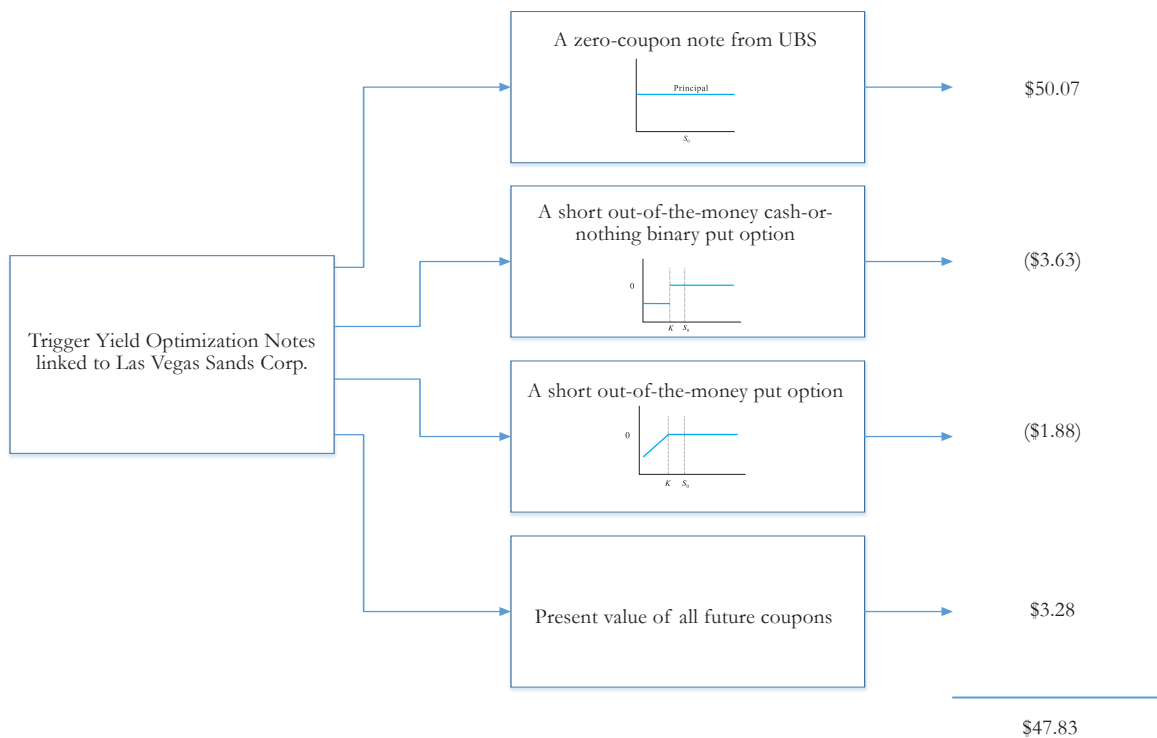 A zero-coupon note from UBS
Principal
S₀
$50.07
A short out-of-the-money cash-or-
nothing binary put option
0
K S₀
($3.63)
Trigger Yield Optimization Notes
linked to Las Vegas Sands Corp.
A short out-of-the-money put option
0
K S₀
($1.88)
Present value of all future coupons
$3.28
$47.83